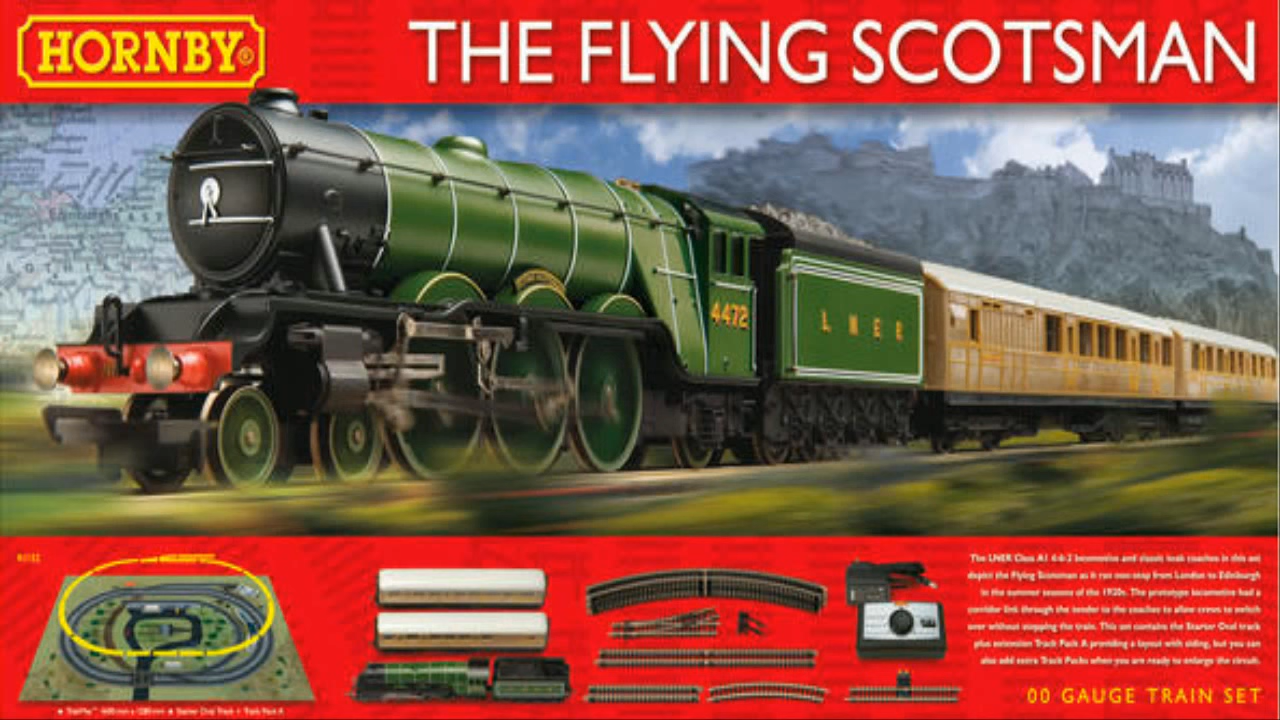 HORNBY®
THE FLYING SCOTSMAN
4472
L N E R
The LNER Class A1 4-6-2 locomotive and classic teak coaches in this set
depict the Flying Scotsman as it ran non-stop from London to Edinburgh
in the summer seasons of the 1920s. The prototype locomotive had a
corridor link through the tender to the coaches to allow crews to switch
over without stopping the train. This set contains the Starter Oval track
plus extension Track Pack A providing a layout with siding, but you can
also add extra Track Packs when you are ready to enlarge the circuit.
00 GAUGE TRAIN SET